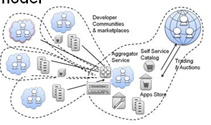 Developer
Communities
& marketplaces
Aggregator
Service
Self Service
Catalog
Trading
& Auctions
Apps Store